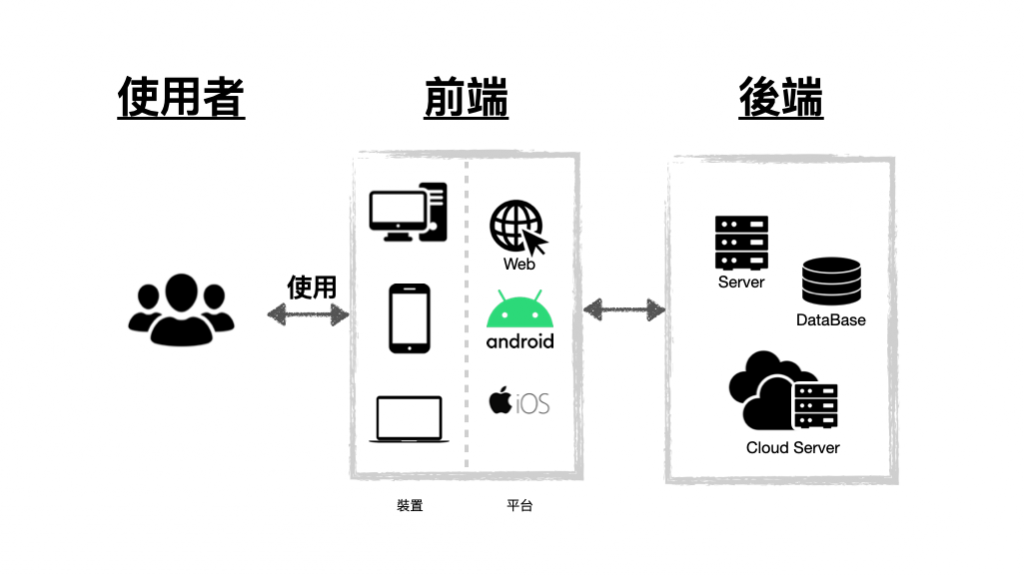 使用者
前端
後端
使用
Web
android
iOS
Server
DataBase
Cloud Server
裝置
平台